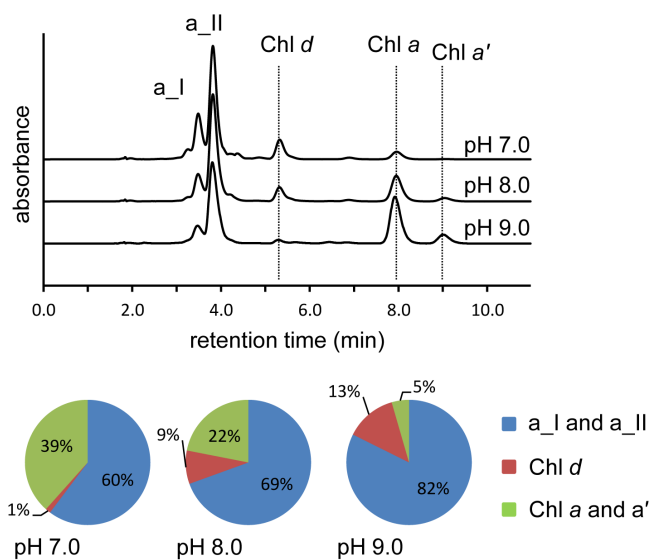 a_II
Chl d
Chl a
Chl a′
a_I
pH 7.0
pH 8.0
pH 9.0
absorbance
0.0 2.0 4.0 6.0 8.0 10.0
retention time (min)
39%
60%
1%
pH 7.0
9%
22%
69%
pH 8.0
13%
5%
82%
pH 9.0
a_I and a_II
Chl d
Chl a and a′